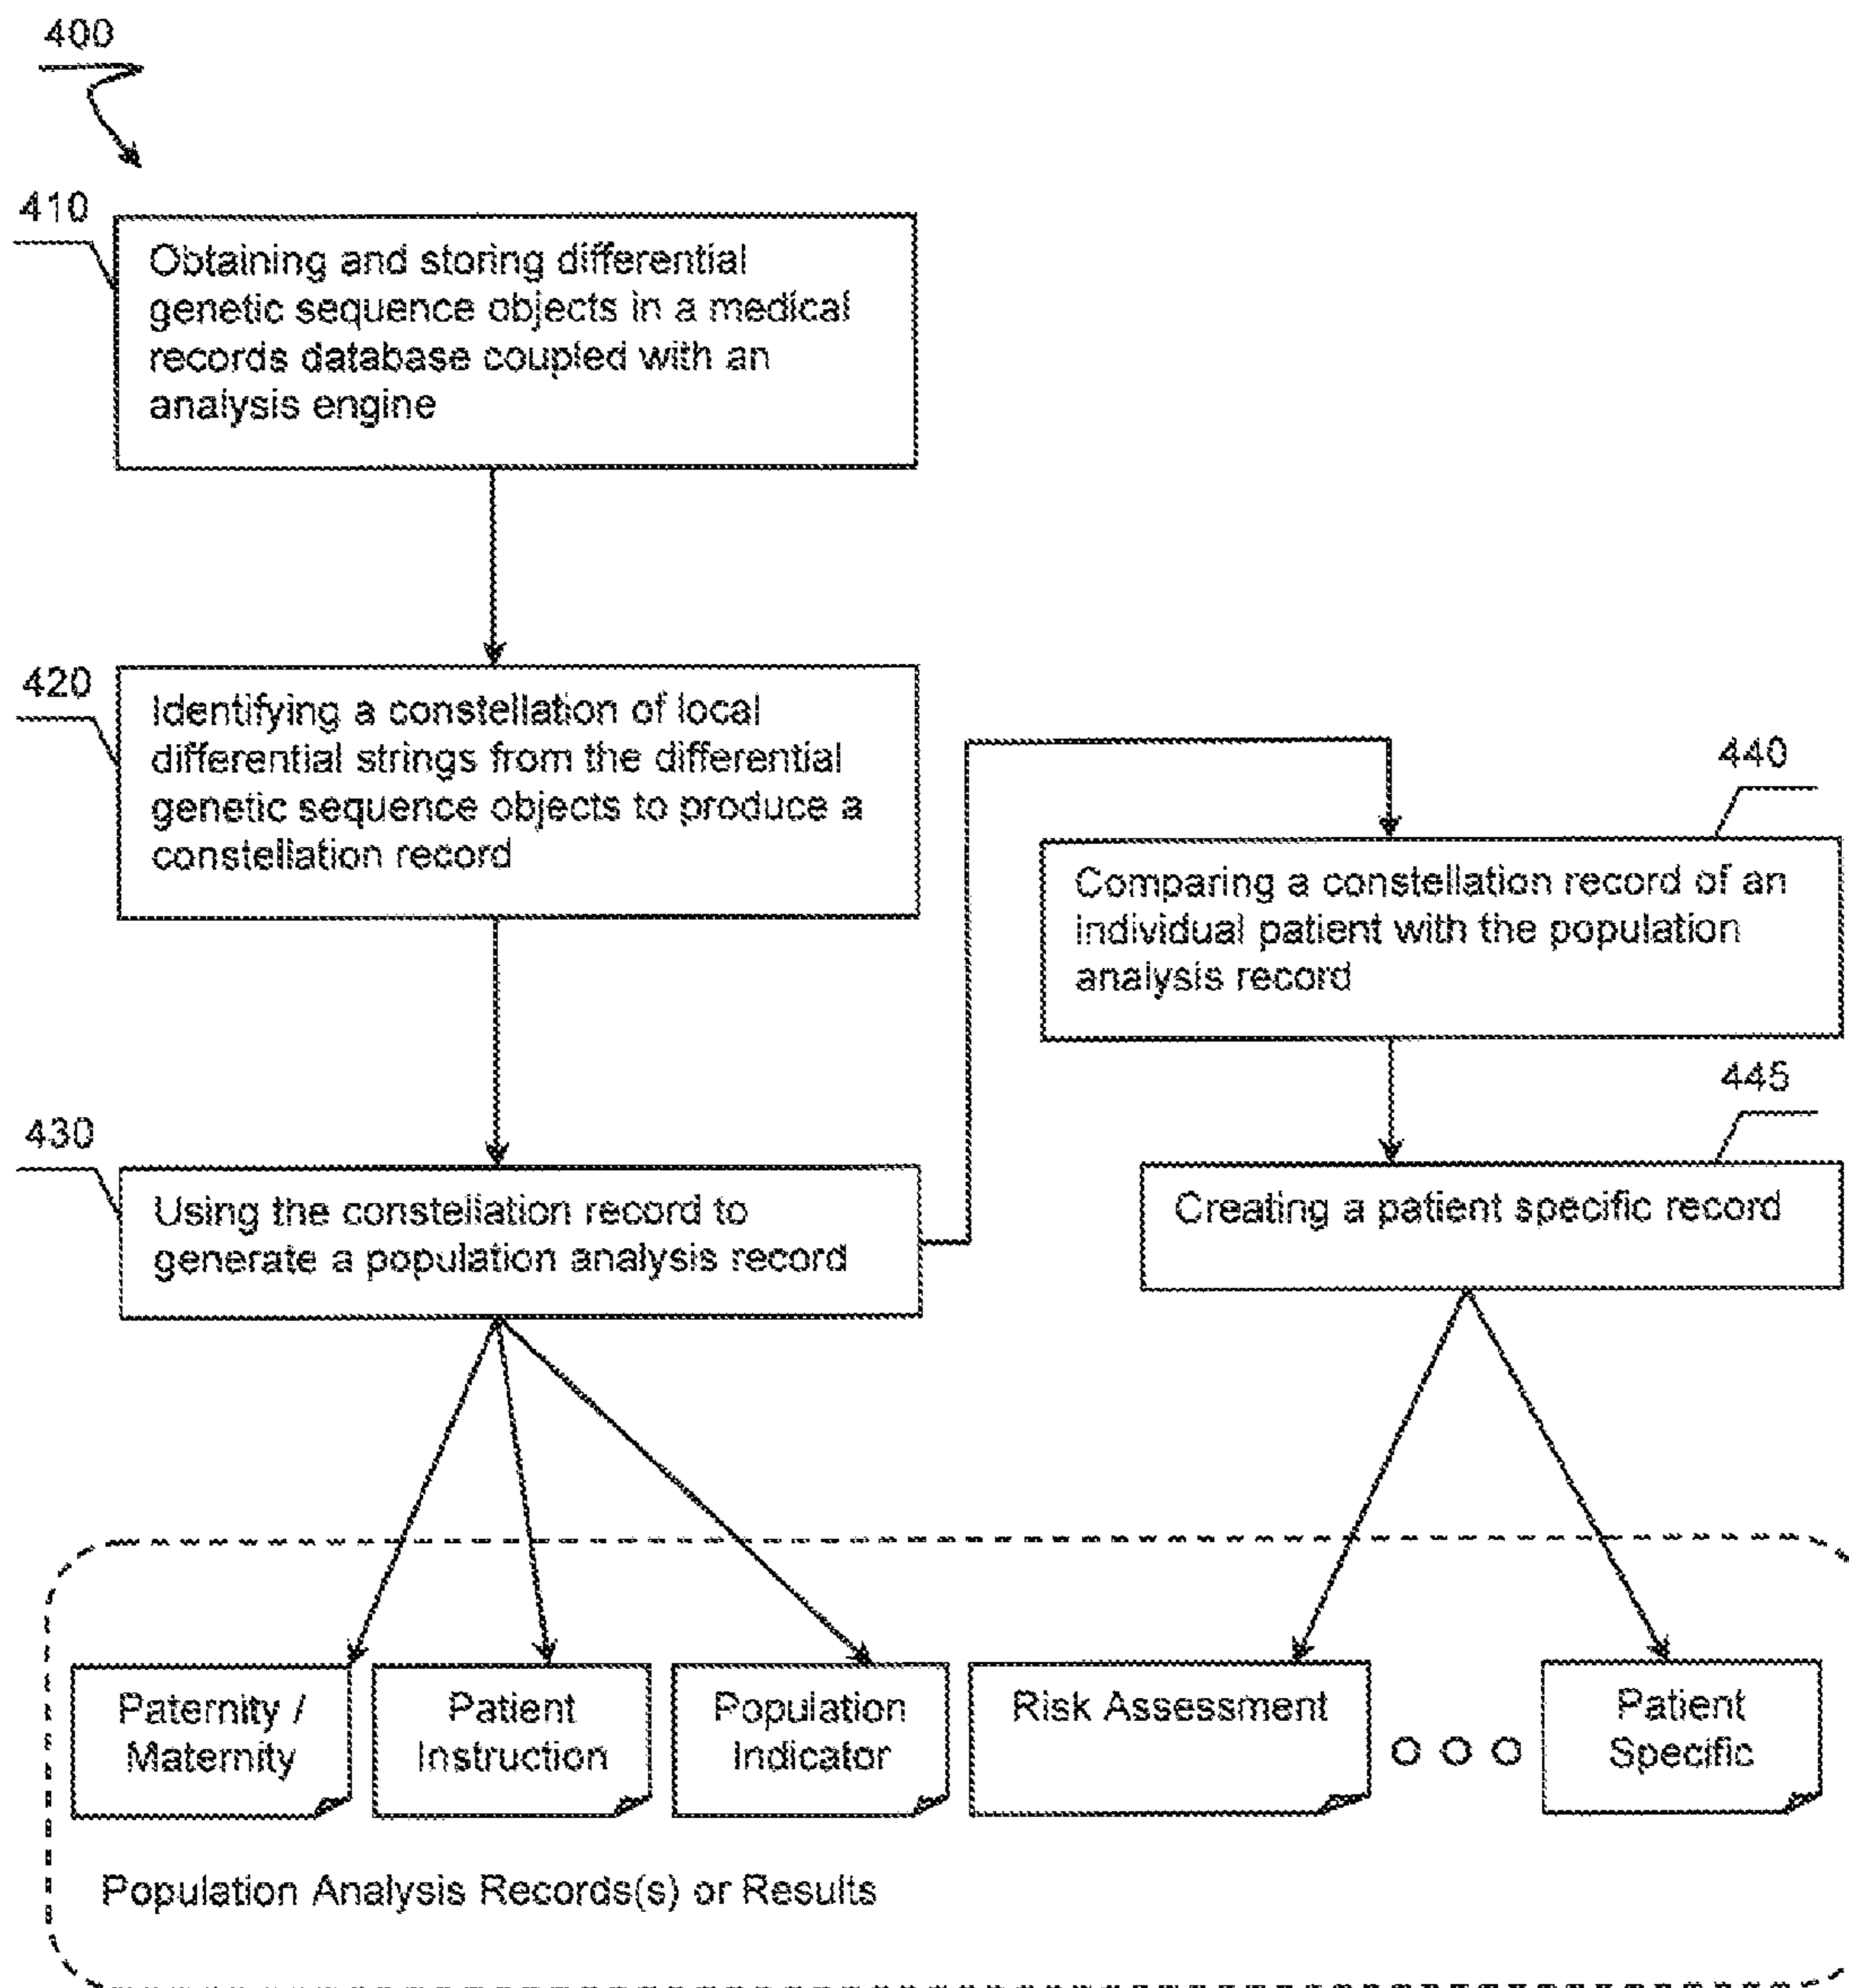 400
410
Obtaining and storing differential
genetic sequence objects in a medical
records database coupled with an
analysis engine
420
Identifying a constellation of local
differential strings from the differential
genetic sequence objects to produce a
constellation record
430
Using the constellation record to
generate a population analysis record
440
Comparing a constellation record of an
individual patient with the population
analysis record
445
Creating a patient specific record
Paternity /
Maternity
Patient
Instruction
Population
Indicator
Risk Assessment
Patient
Specific
Population Analysis Records(s) or Results